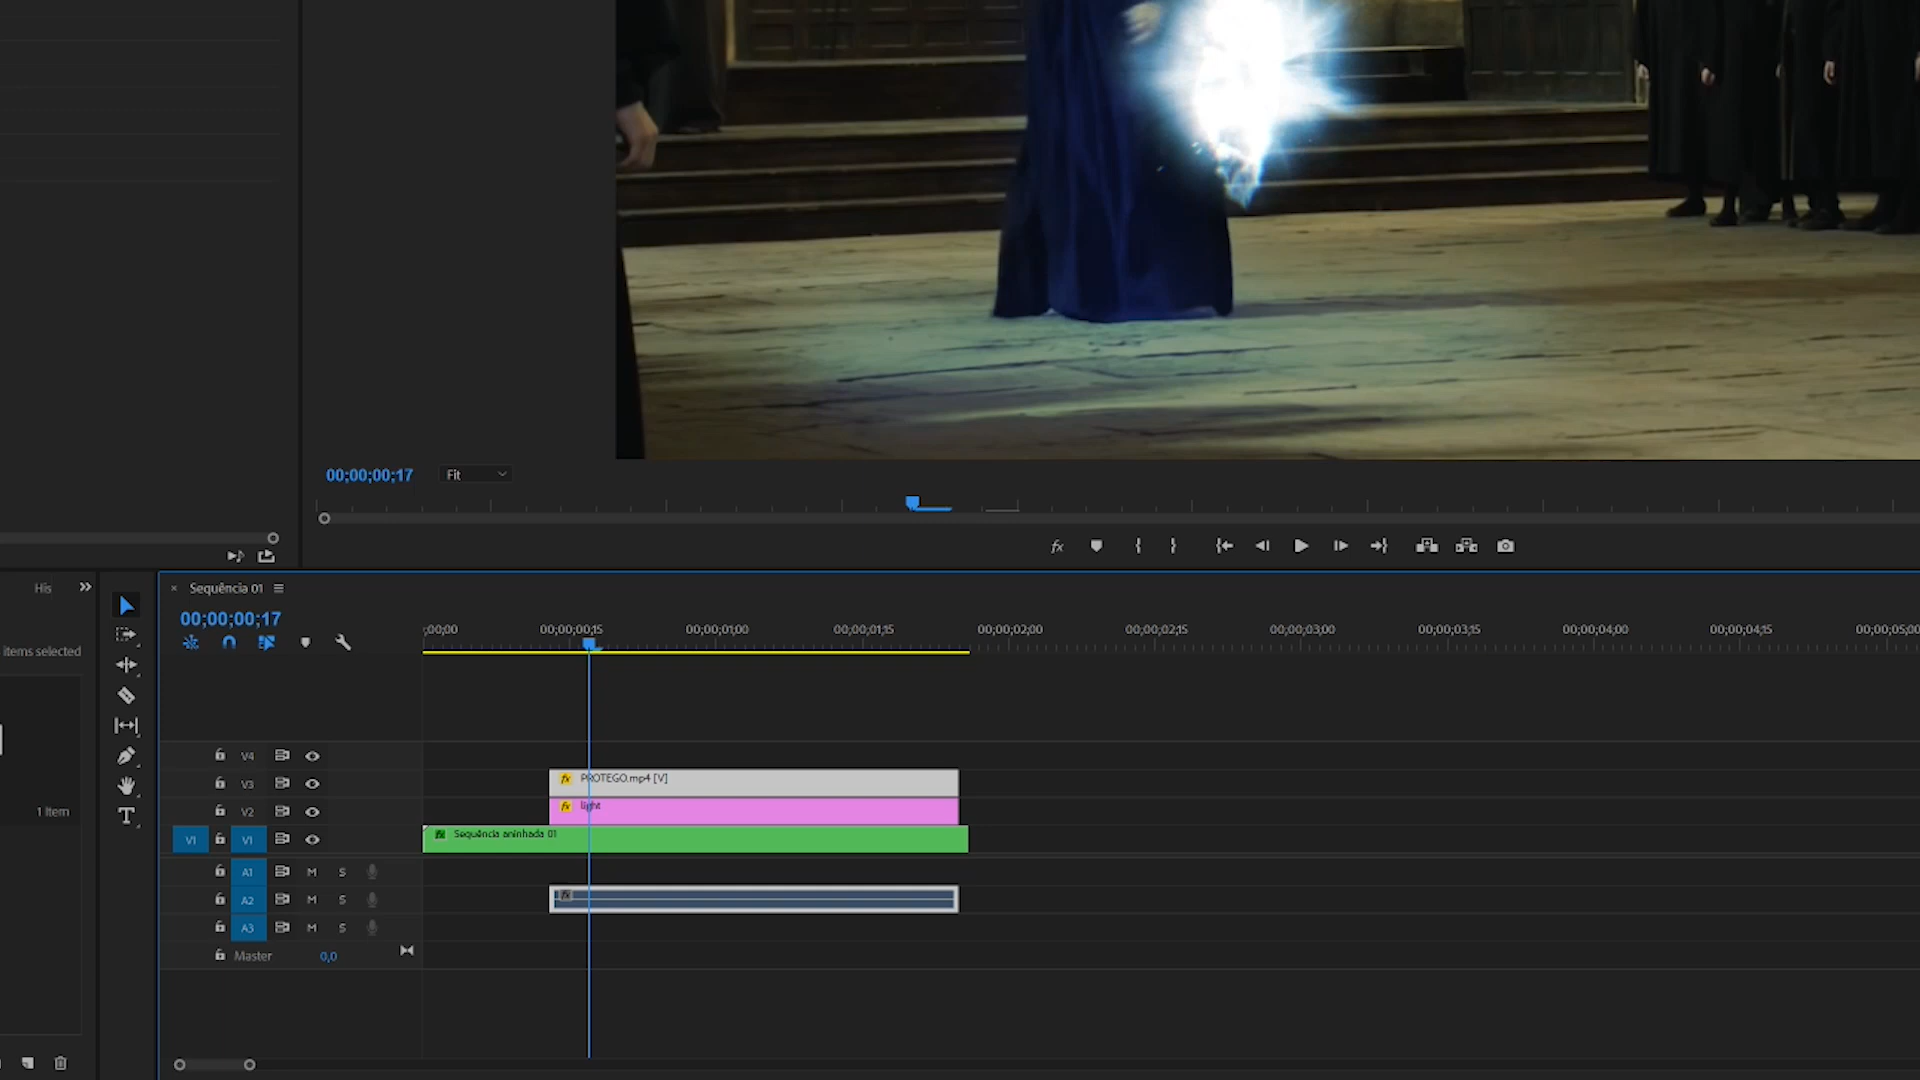 00;00;00;17 Fit
His
Sequência 01
00;00;00;17
;00;00 00;00;00;15 00;00;01;00 00;00;01;15 00;00;02;00 00;00;02;15 00;00;03;00 00;00;03;15 00;00;04;00 00;00;04;15 00;00;05;00
items selected
V4
V3 PROTEGO.mp4 [V]
1 Item V2 light
V1 V1 Sequência aninhada 01
A1 M S
A2 M S fx
A3 M S
Master 0,0